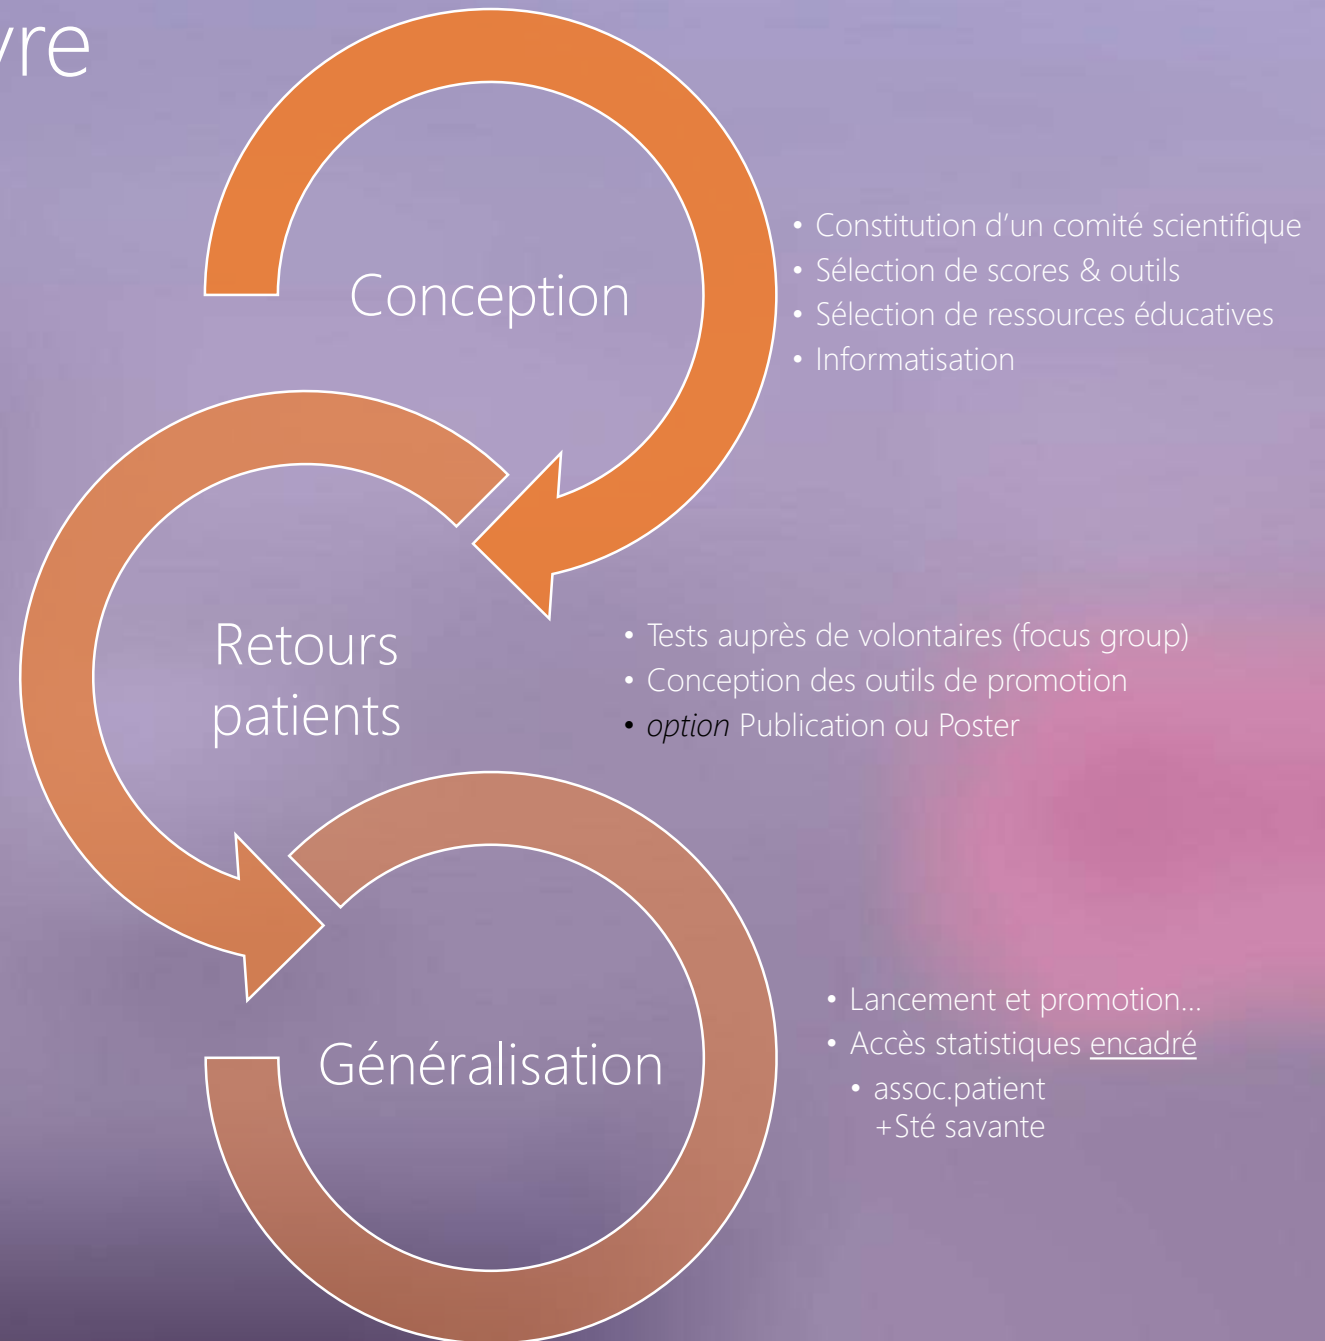 vre
Conception
• Constitution d’un comité scientifique
• Sélection de scores & outils
• Sélection de ressources éducatives
• Informatisation
Retours
patients
• Tests auprès de volontaires (focus group)
• Conception des outils de promotion
• option Publication ou Poster
Généralisation
• Lancement et promotion...
• Accès statistiques encadré
• assoc.patient
+Sté savante